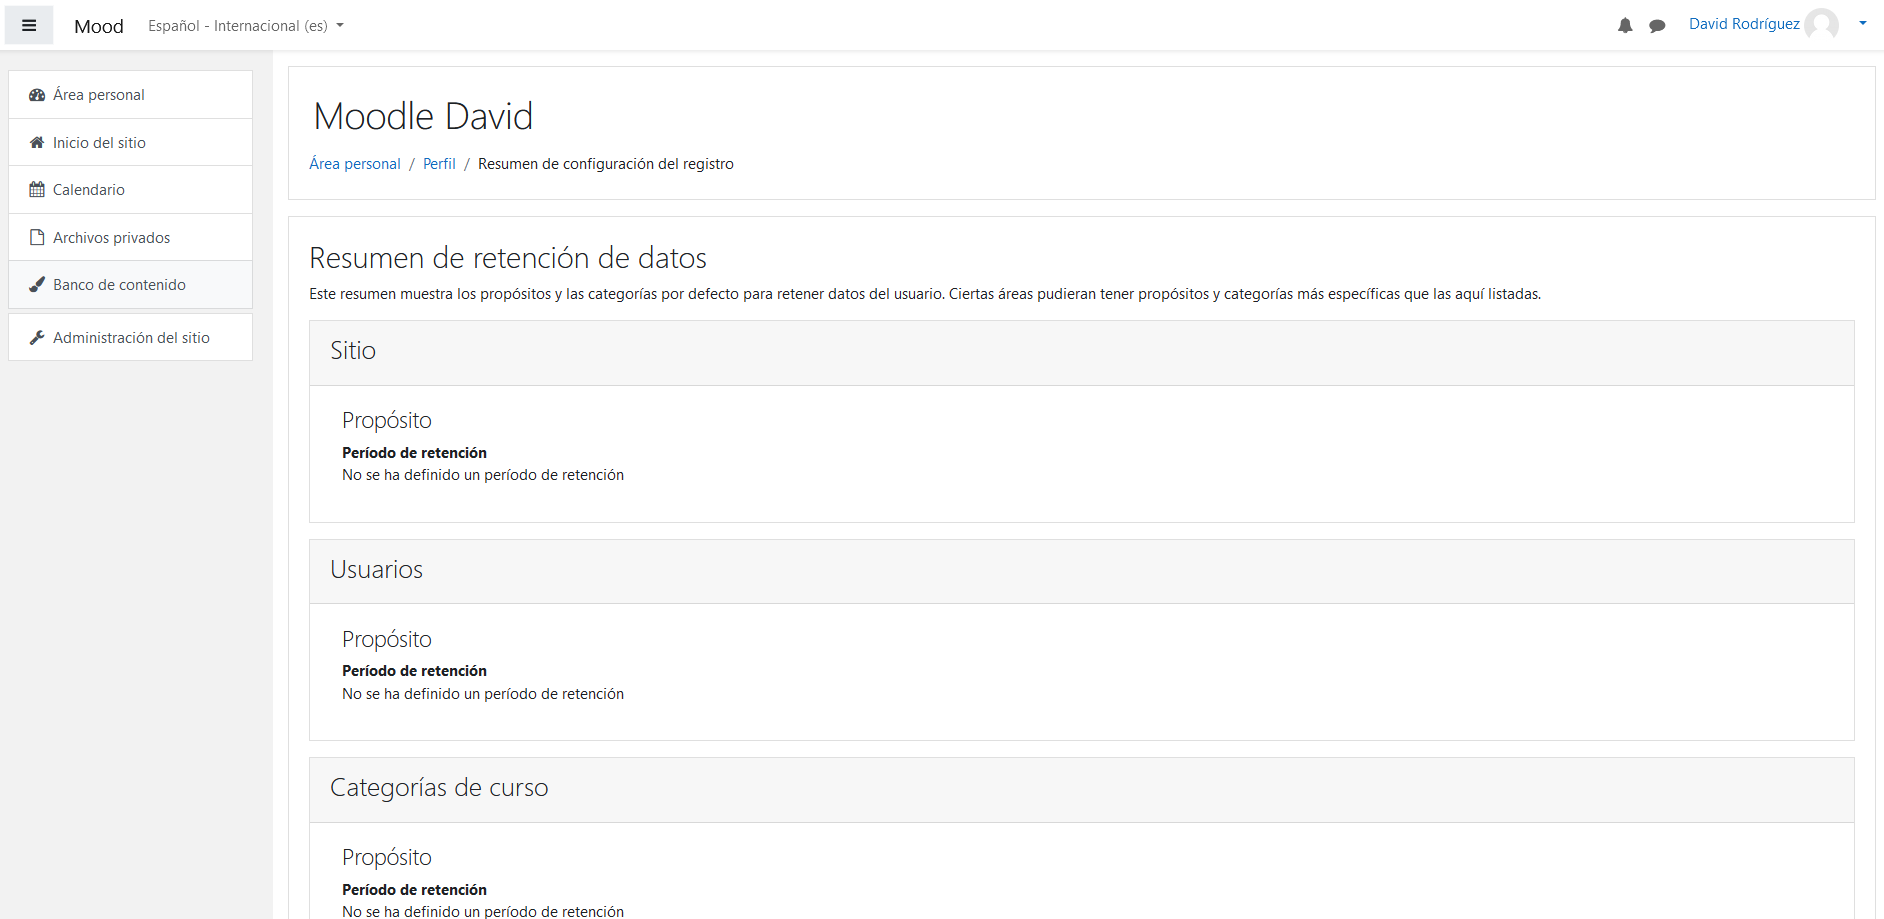 Mood Español - Internacional (es) David Rodríguez
Área personal
Inicio del sitio
Calendario
Archivos privados
Banco de contenido
Administración del sitio
Moodle David
Área personal / Perfil / Resumen de configuración del registro
Resumen de retención de datos
Este resumen muestra los propósitos y las categorías por defecto para retener datos del usuario. Ciertas áreas pudieran tener propósitos y categorías más específicas que las aquí listadas.
Sitio
Propósito
Período de retención
No se ha definido un período de retención
Usuarios
Propósito
Período de retención
No se ha definido un período de retención
Categorías de curso
Propósito
Período de retención
No se ha definido un período de retención